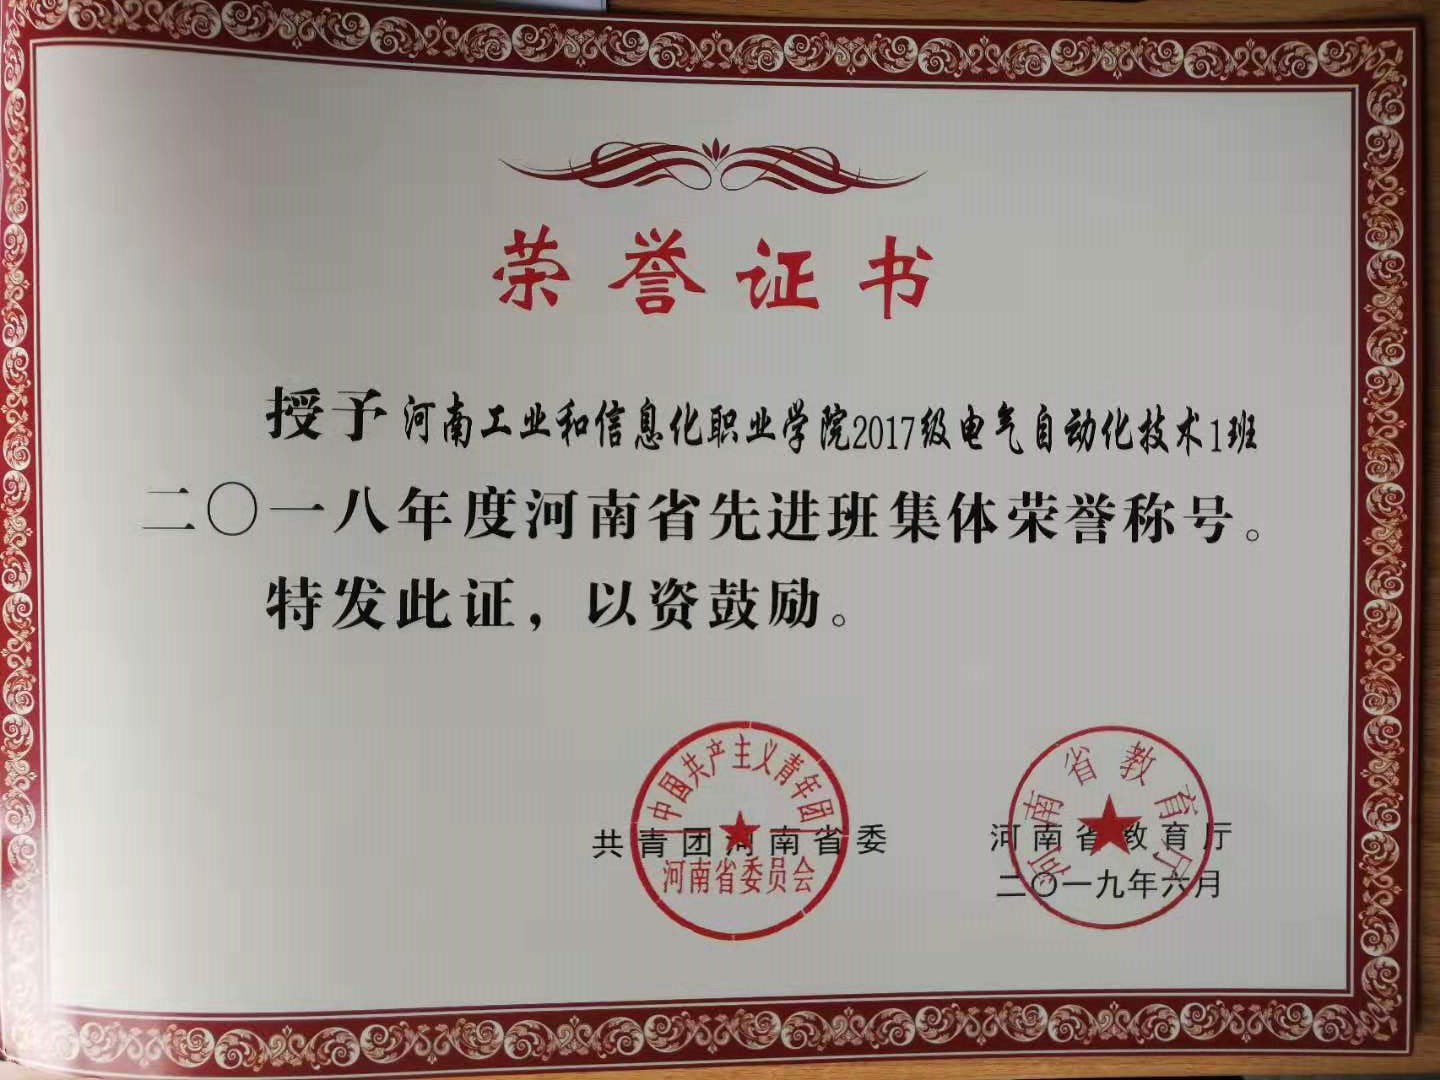 荣誉证书
授予河南工业和信息化职业学院2017级电气自动化技术1班
二〇一八年度河南省先进班集体荣誉称号。
特发此证，以资鼓励。
中国共产主义青年团
河南省委员会
共青团河南省委
河南省教育厅
河南省教育厅
二〇一九年六月